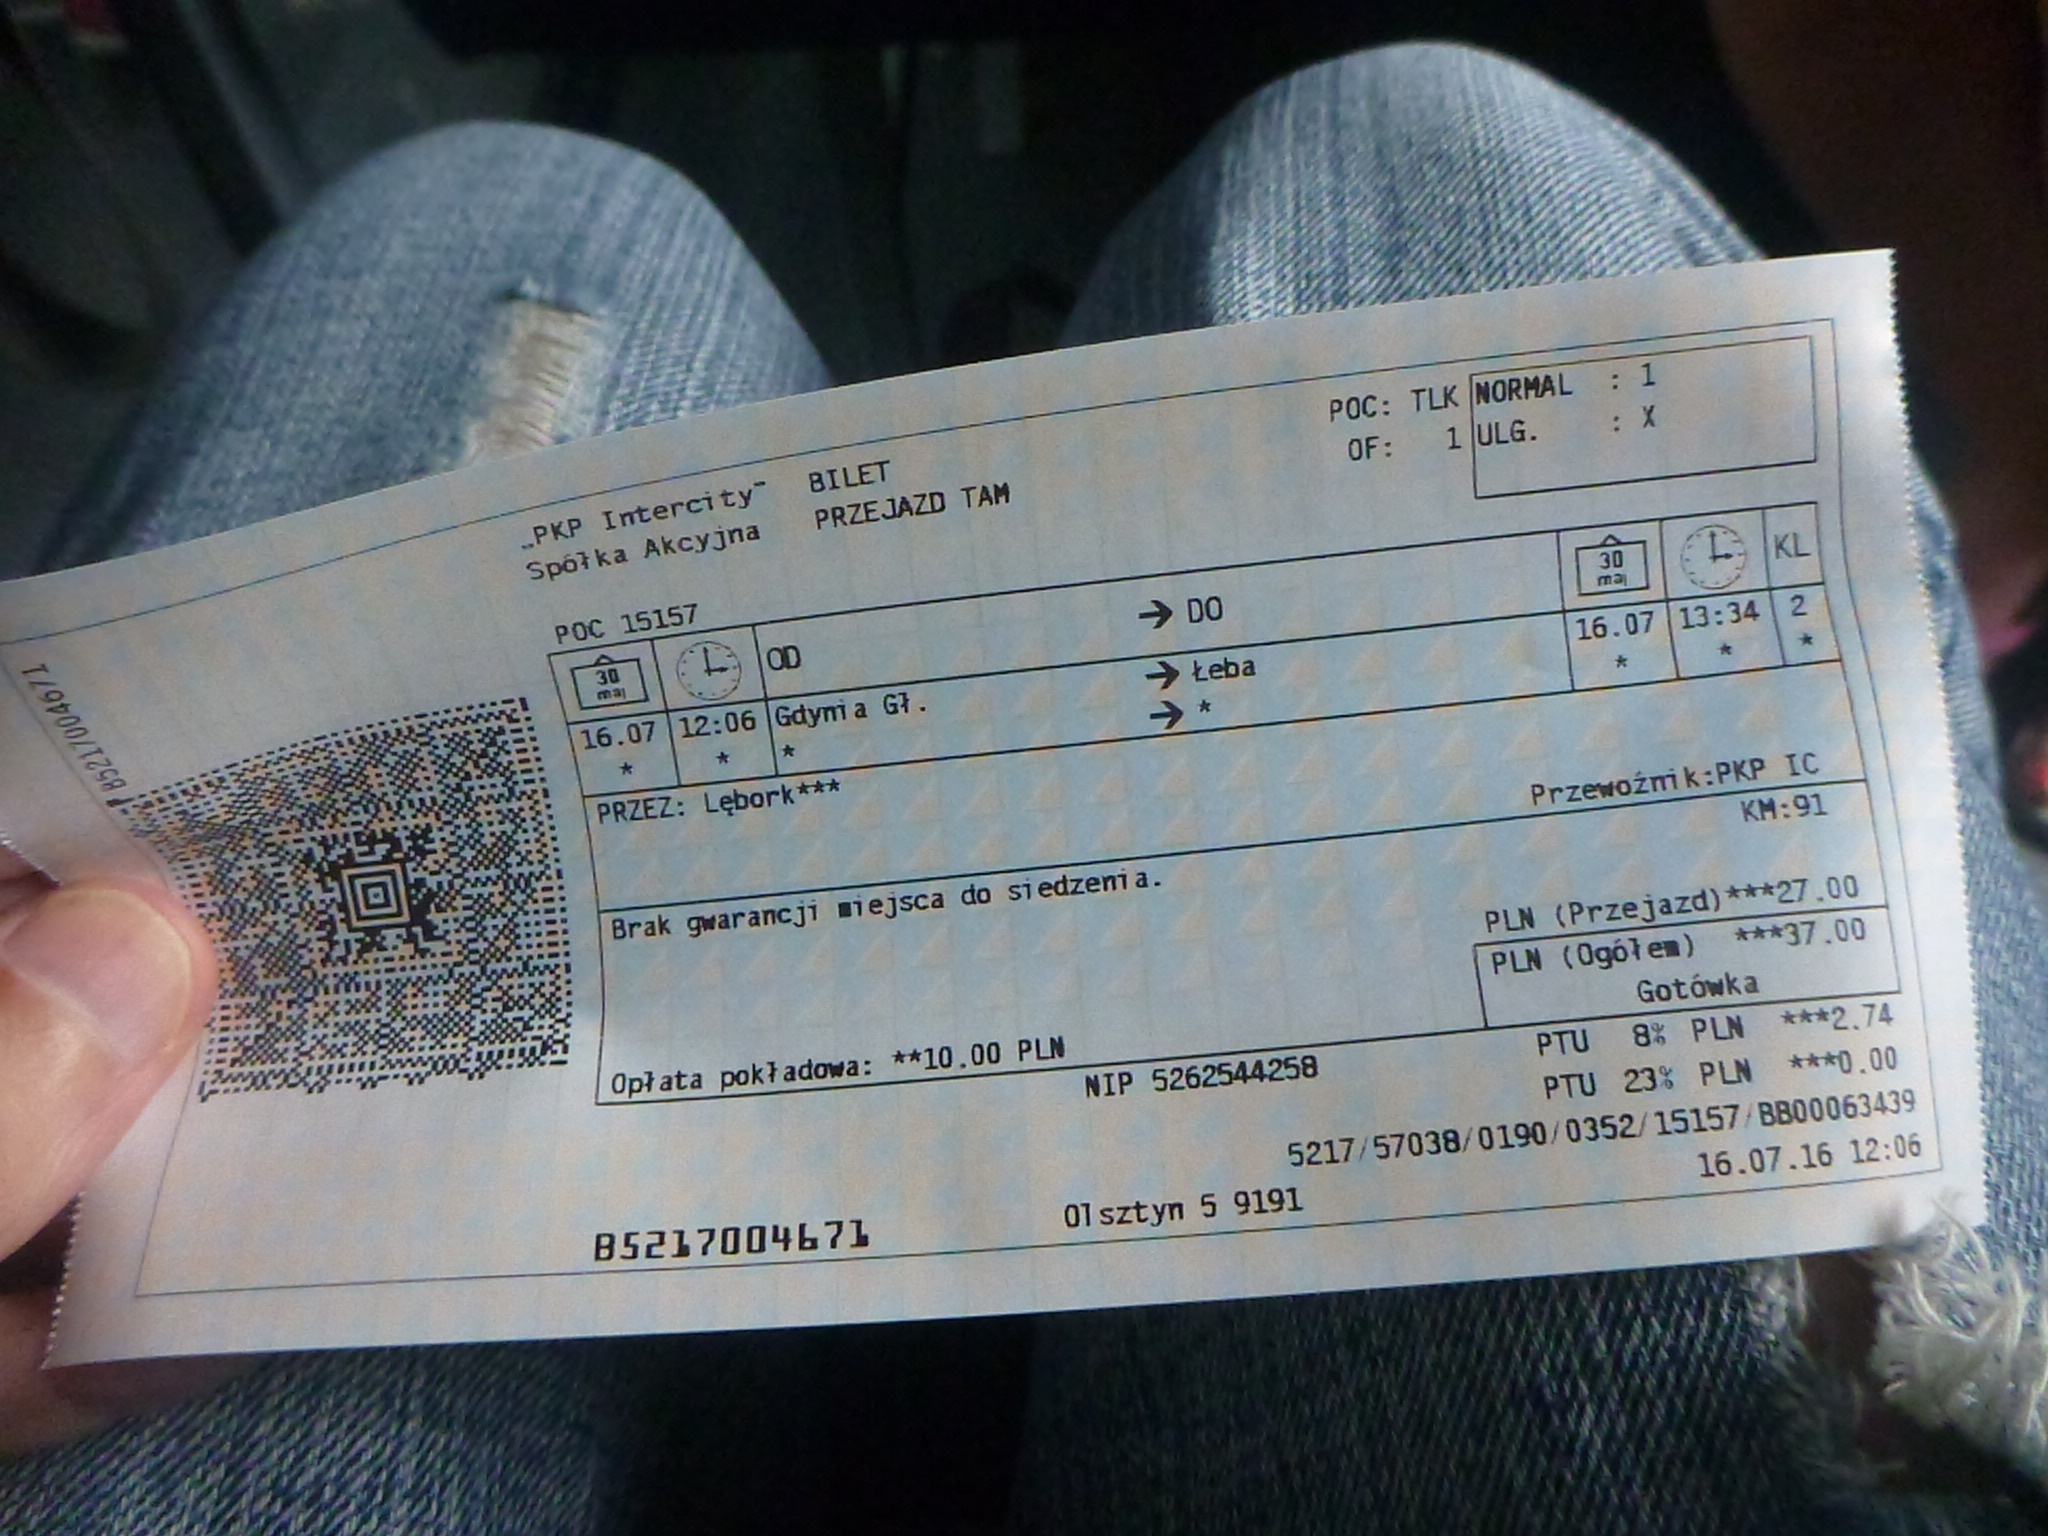 „PKP Intercity" BILET
Spółka Akcyjna PRZEJAZD TAM
POC: TLK
OF: 1
NORMAL : 1
ULG. : X
POC 15157
30 maj OD → DO 30 maj KL
16.07 12:06 Gdynia Gł. → Łeba 16.07 13:34 2
* * * → * * * *
PRZEZ: Lębork***
Przewoźnik:PKP IC
KM:91
Brak gwarancji miejsca do siedzenia.
PLN (Przejazd)***27.00
PLN (Ogółem) ***37.00
Gotówka
Opłata pokładowa: **10.00 PLN
NIP 5262544258
PTU 8% PLN ***2.74
PTU 23% PLN ***0.00
5217/57038/0190/0352/15157/BB00063439
16.07.16 12:06
Olsztyn 5 9191
B5217004671
B5217004671